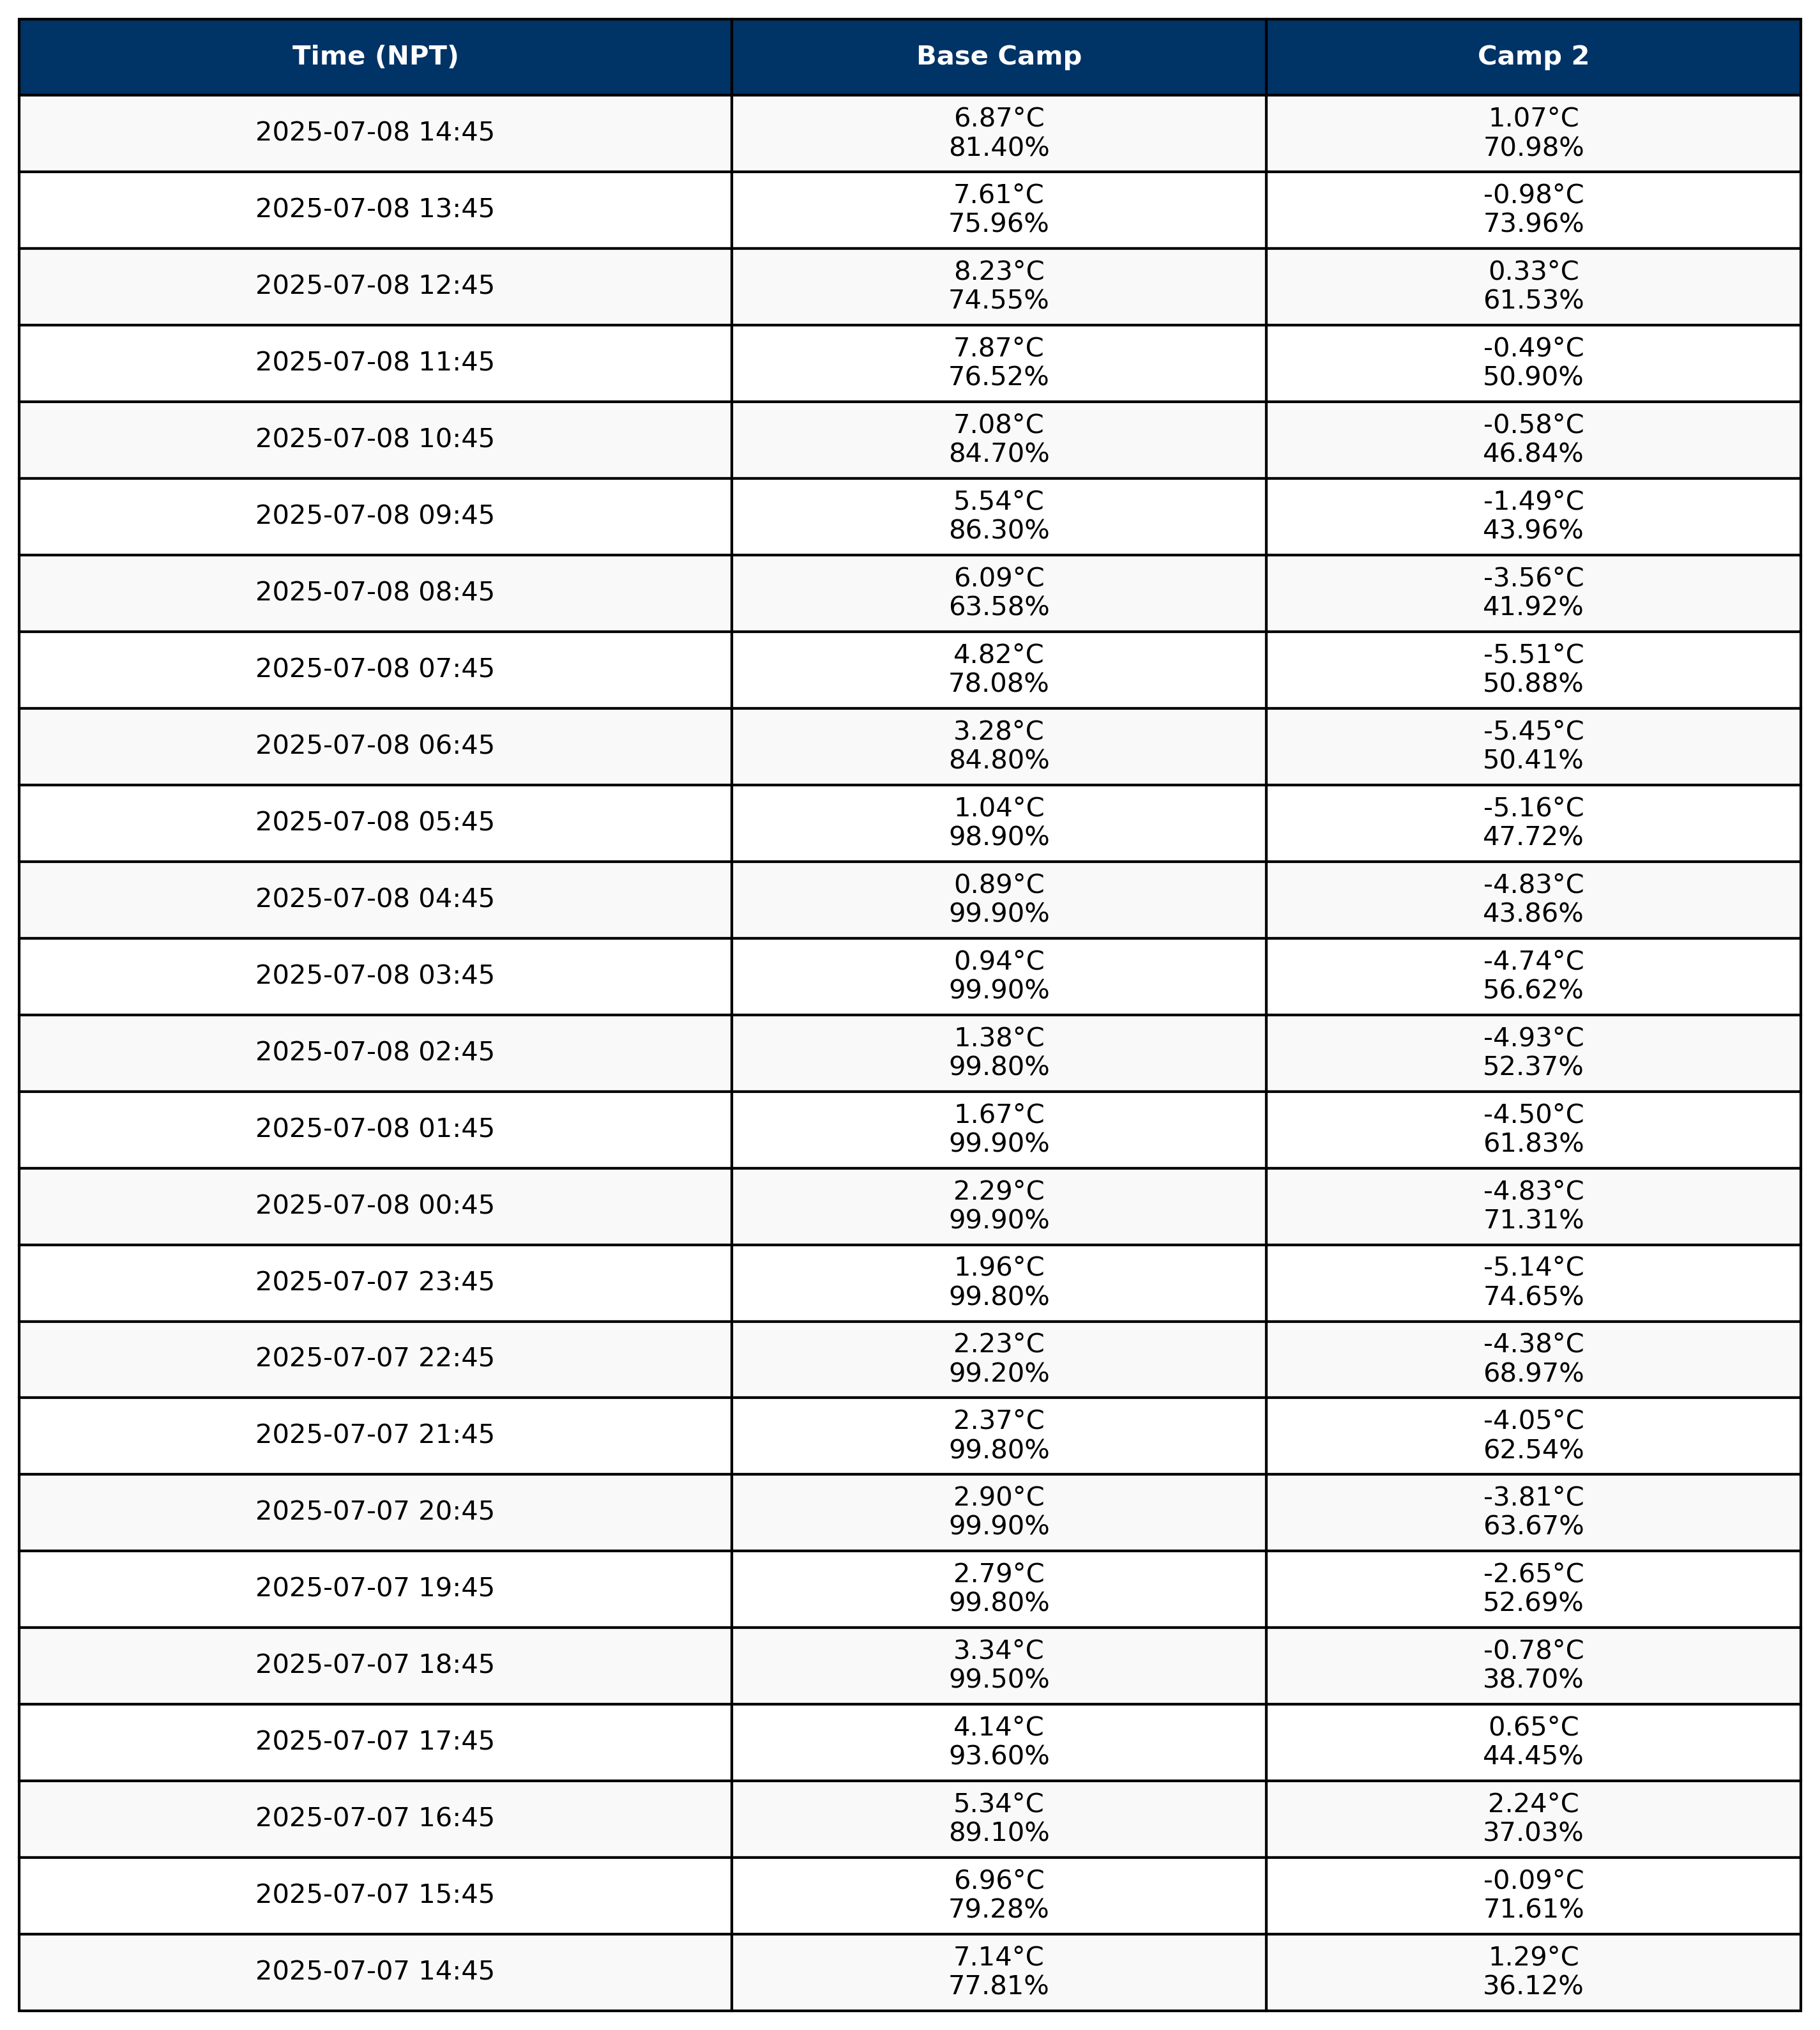 Time (NPT) Base Camp Camp 2
2025-07-08 14:45 6.87°C 1.07°C
81.40% 70.98%
2025-07-08 13:45 7.61°C -0.98°C
75.96% 73.96%
2025-07-08 12:45 8.23°C 0.33°C
74.55% 61.53%
2025-07-08 11:45 7.87°C -0.49°C
76.52% 50.90%
2025-07-08 10:45 7.08°C -0.58°C
84.70% 46.84%
2025-07-08 09:45 5.54°C -1.49°C
86.30% 43.96%
2025-07-08 08:45 6.09°C -3.56°C
63.58% 41.92%
2025-07-08 07:45 4.82°C -5.51°C
78.08% 50.88%
2025-07-08 06:45 3.28°C -5.45°C
84.80% 50.41%
2025-07-08 05:45 1.04°C -5.16°C
98.90% 47.72%
2025-07-08 04:45 0.89°C -4.83°C
99.90% 43.86%
2025-07-08 03:45 0.94°C -4.74°C
99.90% 56.62%
2025-07-08 02:45 1.38°C -4.93°C
99.80% 52.37%
2025-07-08 01:45 1.67°C -4.50°C
99.90% 61.83%
2025-07-08 00:45 2.29°C -4.83°C
99.90% 71.31%
2025-07-07 23:45 1.96°C -5.14°C
99.80% 74.65%
2025-07-07 22:45 2.23°C -4.38°C
99.20% 68.97%
2025-07-07 21:45 2.37°C -4.05°C
99.80% 62.54%
2025-07-07 20:45 2.90°C -3.81°C
99.90% 63.67%
2025-07-07 19:45 2.79°C -2.65°C
99.80% 52.69%
2025-07-07 18:45 3.34°C -0.78°C
99.50% 38.70%
2025-07-07 17:45 4.14°C 0.65°C
93.60% 44.45%
2025-07-07 16:45 5.34°C 2.24°C
89.10% 37.03%
2025-07-07 15:45 6.96°C -0.09°C
79.28% 71.61%
2025-07-07 14:45 7.14°C 1.29°C
77.81% 36.12%